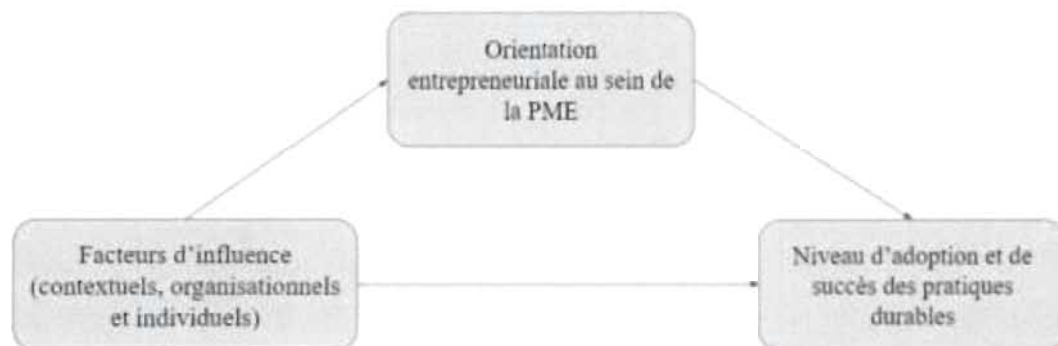 Orientation
entrepreneuriale au sein de
la PME
Facteurs d'influence
(contextuels, organisationnels
et individuels)
Niveau d'adoption et de
succès des pratiques
durables